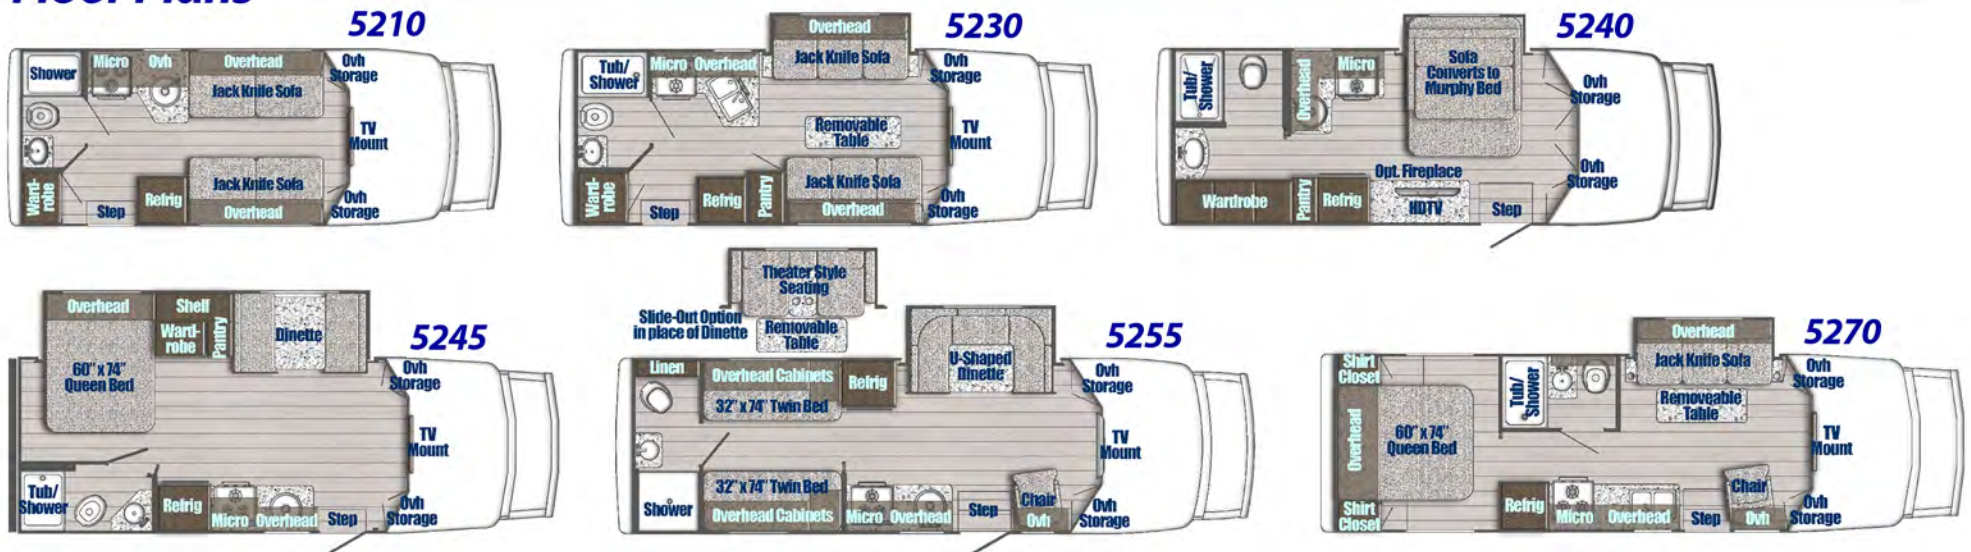 Floor Plans
5210
Shower
Micro
Ovh
Overhead
Jack Knife Sofa
Ovh
Storage
TV
Mount
Ward-
robe
Step
Refrig
Jack Knife Sofa
Overhead
Ovh
Storage
5230
Overhead
Jack Knife Sofa
Tub/
Shower
Micro
Overhead
Ovh
Storage
Removable
Table
TV
Mount
Ward-
robe
Step
Refrig
Pantry
Jack Knife Sofa
Overhead
Ovh
Storage
5240
Tub/
Shower
Overhead
Micro
Sofa
Converts to
Murphy Bed
Ovh
Storage
Opt. Fireplace
Wardrobe
Pantry
Refrig
HDTV
Step
Ovh
Storage
5245
Overhead
Shelf
Ward-
robe
Pantry
Dinette
60" x 74"
Queen Bed
Ovh
Storage
TV
Mount
Tub/
Shower
Refrig
Micro
Overhead
Step
Ovh
Storage
Theater Style
Seating
Slide-Out Option
in place of Dinette
Removable
Table
5255
Linen
Overhead Cabinets
32" x 74" Twin Bed
Refrig
U-Shaped
Dinette
Ovh
Storage
TV
Mount
Shower
32" x 74" Twin Bed
Overhead Cabinets
Micro
Overhead
Step
Chair
Ovh
Ovh
Storage
5270
Overhead
Jack Knife Sofa
Shirt
Closet
Tub/
Shower
Ovh
Storage
Removeable
Table
Overhead
60" x 74"
Queen Bed
TV
Mount
Shirt
Closet
Refrig
Micro
Overhead
Step
Chair
Ovh
Ovh
Storage